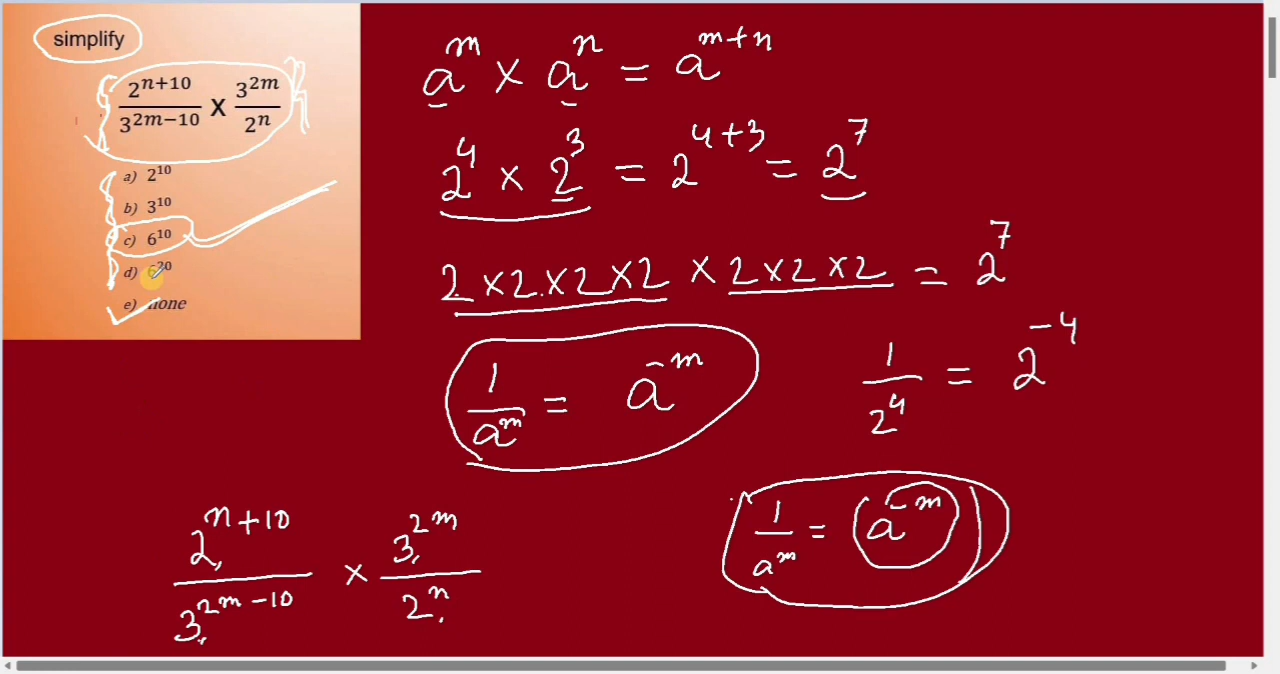 simplify
2^{n+10}/3^{2m−10} X 3^{2m}/2^n
a) 2^{10}
b) 3^{10}
c) 6^{10}
d) 6^{20}
e) none
a^m × a^n = a^{m+n}
2^4 × 2^3 = 2^{4+3} = 2^7
2×2×2×2 × 2×2×2 = 2^7
1/a^m = a^{-m}
1/2^4 = 2^{-4}
1/a^m = (a^{-m})
2^{n+10}/3^{2m-10} × 3^{2m}/2^n